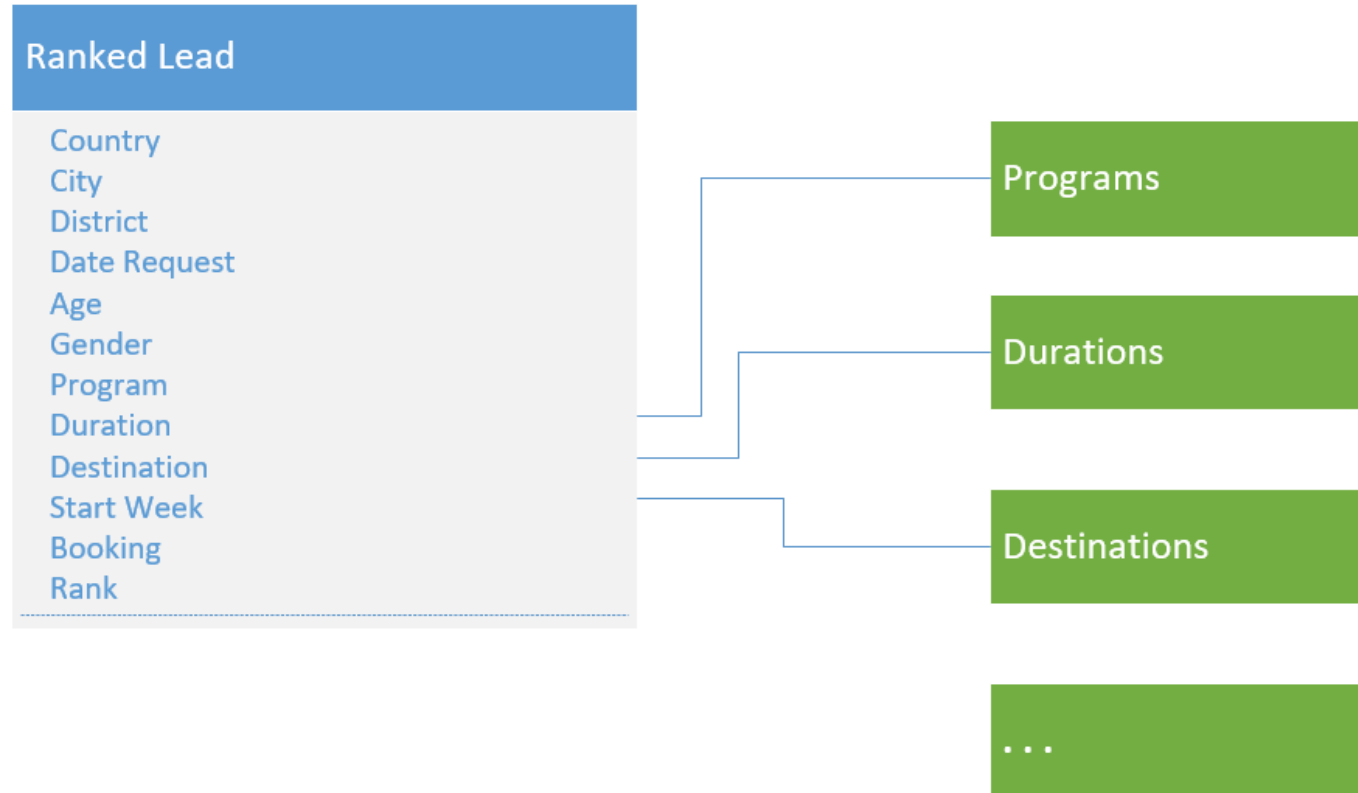 Ranked Lead
Country
City
District
Date Request
Age
Gender
Program
Duration
Destination
Start Week
Booking
Rank
Programs
Durations
Destinations
. . .